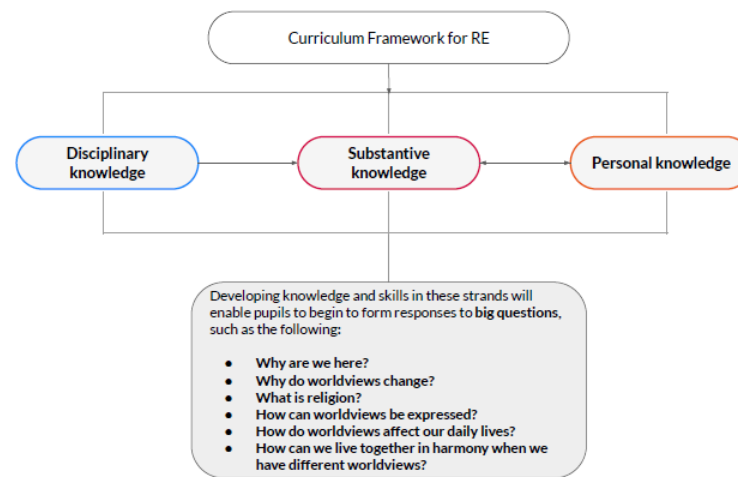 Curriculum Framework for RE
Disciplinary
knowledge
Substantive
knowledge
Personal knowledge
Developing knowledge and skills in these strands will
enable pupils to begin to form responses to big questions,
such as the following:
● Why are we here?
● Why do worldviews change?
● What is religion?
● How can worldviews be expressed?
● How do worldviews affect our daily lives?
● How can we live together in harmony when we
have different worldviews?